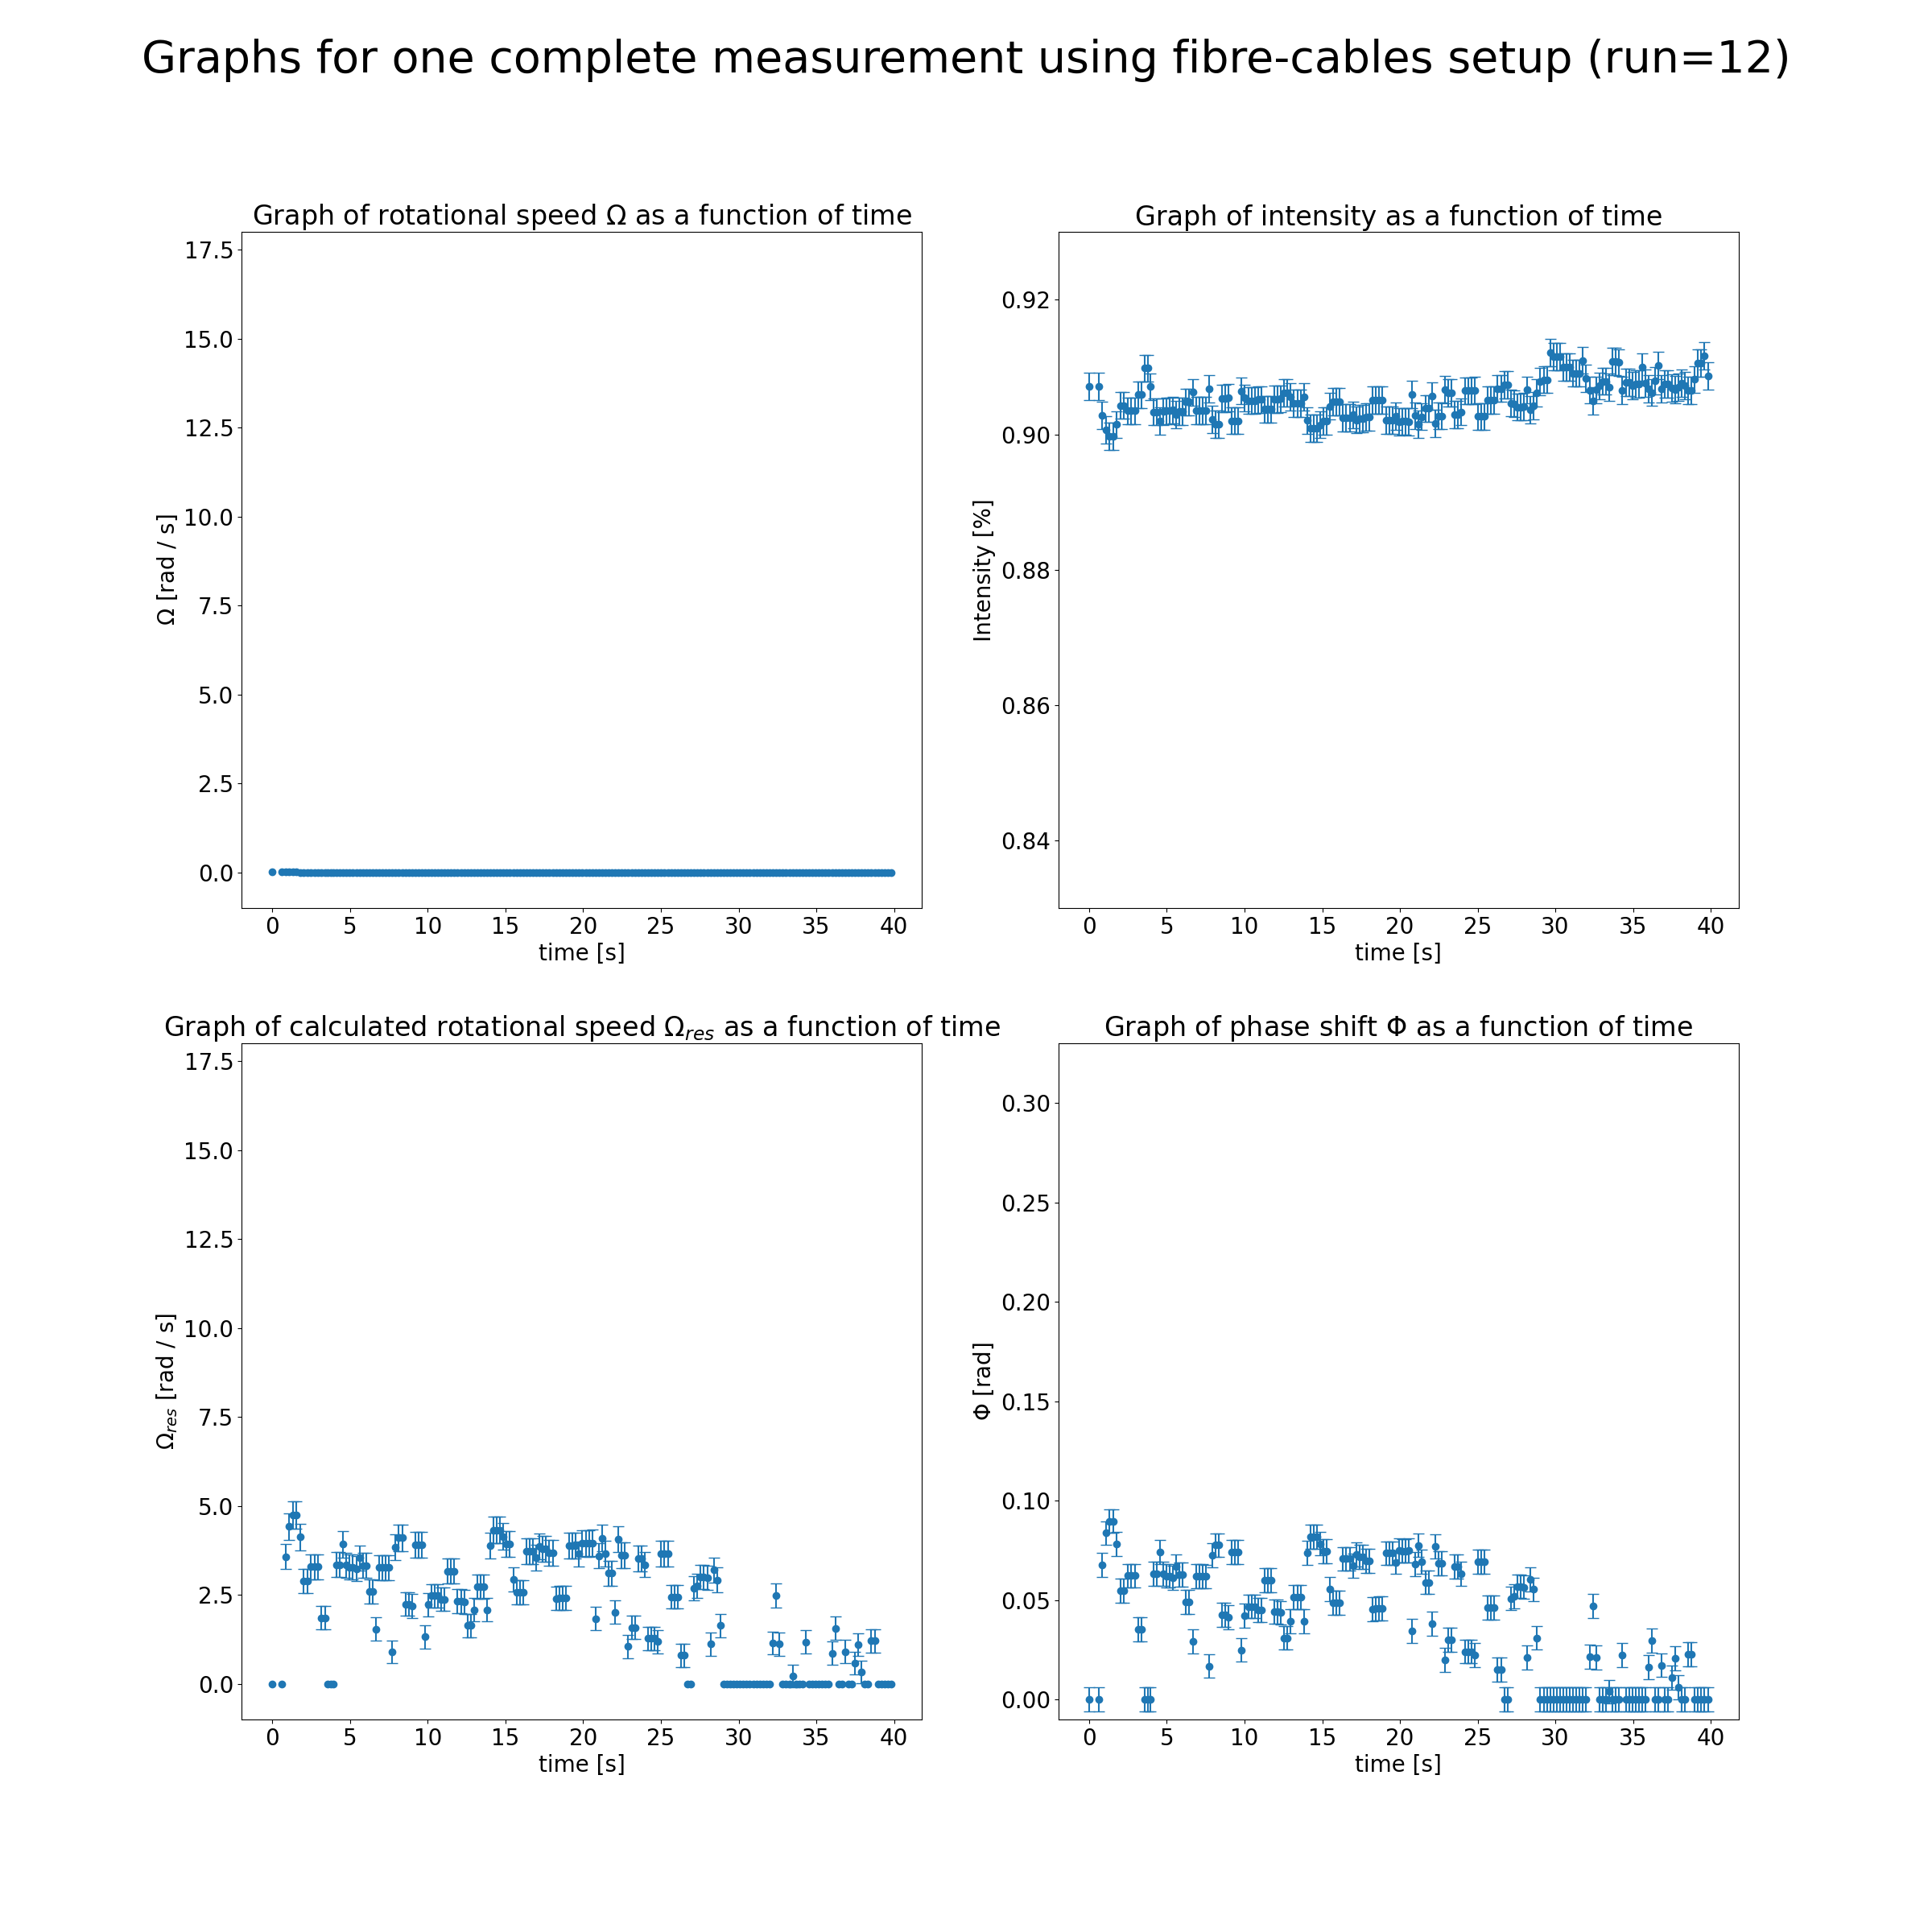 Graphs for one complete measurement using fibre-cables setup (run=12)
Graph of rotational speed Ω as a function of time
17.5
15.0
12.5
10.0
7.5
5.0
2.5
0.0
Ω [rad / s]
0 5 10 15 20 25 30 35 40
time [s]
Graph of intensity as a function of time
0.92
0.90
0.88
0.86
0.84
Intensity [%]
0 5 10 15 20 25 30 35 40
time [s]
Graph of calculated rotational speed Ωres as a function of time
17.5
15.0
12.5
10.0
7.5
5.0
2.5
0.0
Ωres [rad / s]
0 5 10 15 20 25 30 35 40
time [s]
Graph of phase shift Φ as a function of time
0.30
0.25
0.20
0.15
0.10
0.05
0.00
Φ [rad]
0 5 10 15 20 25 30 35 40
time [s]